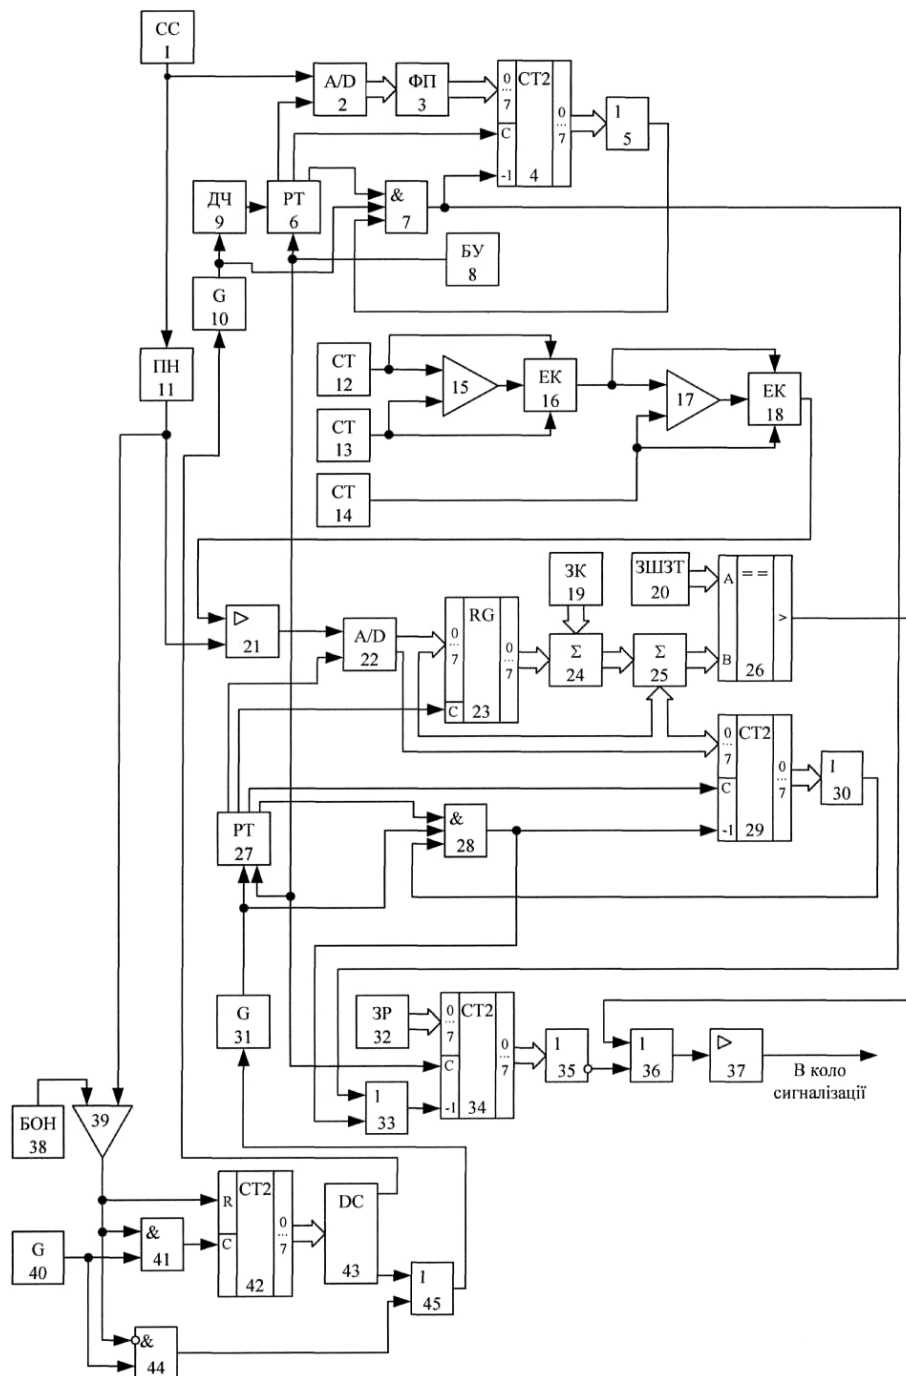 СС
1
A/D
2
ФП
3
0
...
7
CT2
0
...
7
C
-1
4
1
5
ДЧ
9
РТ
6
&
7
БУ
8
G
10
ПН
11
СТ
12
15
ЕК
16
17
ЕК
18
СТ
13
СТ
14
ЗК
19
ЗШЗТ
20
A
==
>
B
26
▷
21
A/D
22
0
...
7
RG
0
...
7
C
23
Σ
24
Σ
25
0
...
7
CT2
0
...
7
C
-1
29
1
30
РТ
27
&
28
G
31
ЗР
32
0
...
7
CT2
0
...
7
C
-1
34
1
33
1
35
1
36
▷
37
В коло
сигналізації
БОН
38
39
G
40
&
41
R
CT2
0
...
7
C
42
DC
43
&
44
1
45